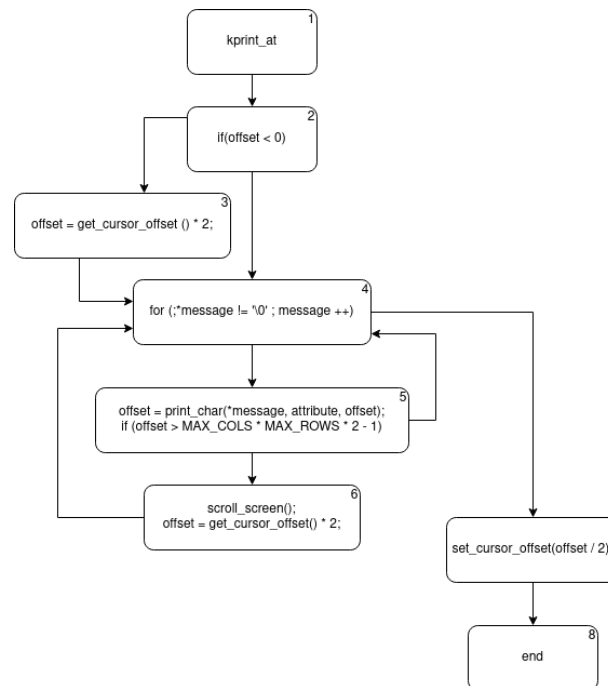 1
kprint_at
2
if(offset < 0)
3
offset = get_cursor_offset () * 2;
4
for (;*message != '\0' ; message ++)
5
offset = print_char(*message, attribute, offset);
if (offset > MAX_COLS * MAX_ROWS * 2 - 1)
6
scroll_screen();
offset = get_cursor_offset() * 2;
set_cursor_offset(offset / 2)
8
end